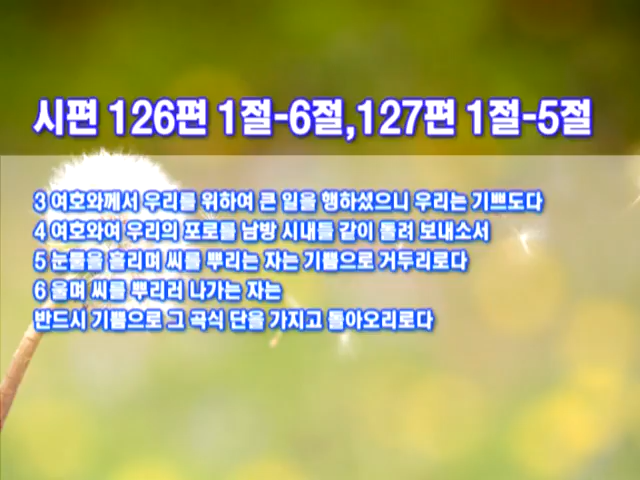 시편 126편 1절-6절,127편 1절-5절
3 여호와께서 우리를 위하여 큰 일을 행하셨으니 우리는 기쁘도다
4 여호와여 우리의 포로를 남방 시내들 같이 돌려 보내소서
5 눈물을 흘리며 씨를 뿌리는 자는 기쁨으로 거두리로다
6 울며 씨를 뿌리러 나가는 자는
반드시 기쁨으로 그 곡식 단을 가지고 돌아오리로다